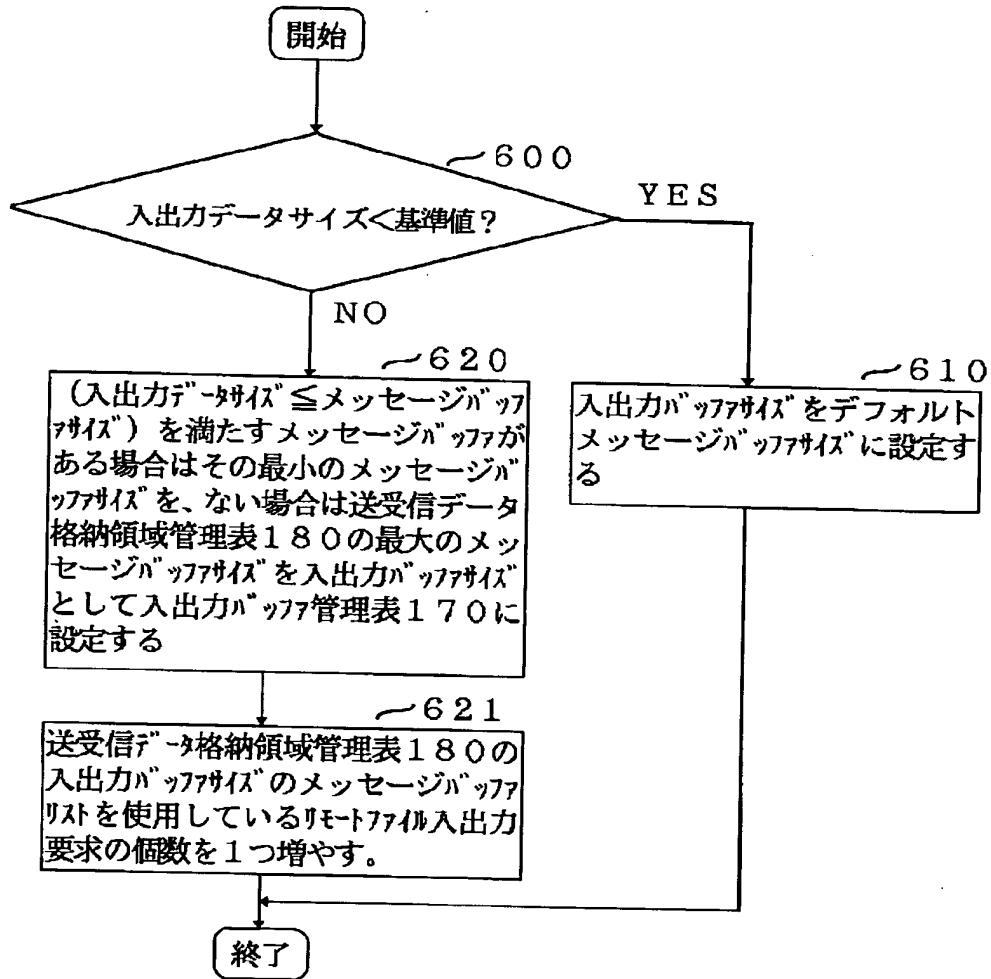 開始
600
入出力データサイズ<基準値?
YES
NO
620
(入出力ﾃﾞｰﾀｻｲｽﾞ≦メッセージﾊﾞｯﾌ
ｧｻｲｽﾞ)を満たすメッセージﾊﾞｯﾌｧが
ある場合はその最小のメッセージﾊﾞ
ｯﾌｧｻｲｽﾞを、ない場合は送受信データ
格納領域管理表180の最大のメッ
セージﾊﾞｯﾌｧｻｲｽﾞを入出力ﾊﾞｯﾌｧｻｲｽﾞ
として入出力ﾊﾞｯﾌｧ管理表170に
設定する
610
入出力ﾊﾞｯﾌｧｻｲｽﾞをデフォルト
メッセージﾊﾞｯﾌｧｻｲｽﾞに設定す
る
621
送受信ﾃﾞｰﾀ格納領域管理表180の
入出力ﾊﾞｯﾌｧｻｲｽﾞのメッセージﾊﾞｯﾌｧ
ﾘｽﾄを使用しているﾘﾓｰﾄﾌｧｲﾙ入出力
要求の個数を1つ増やす。
終了